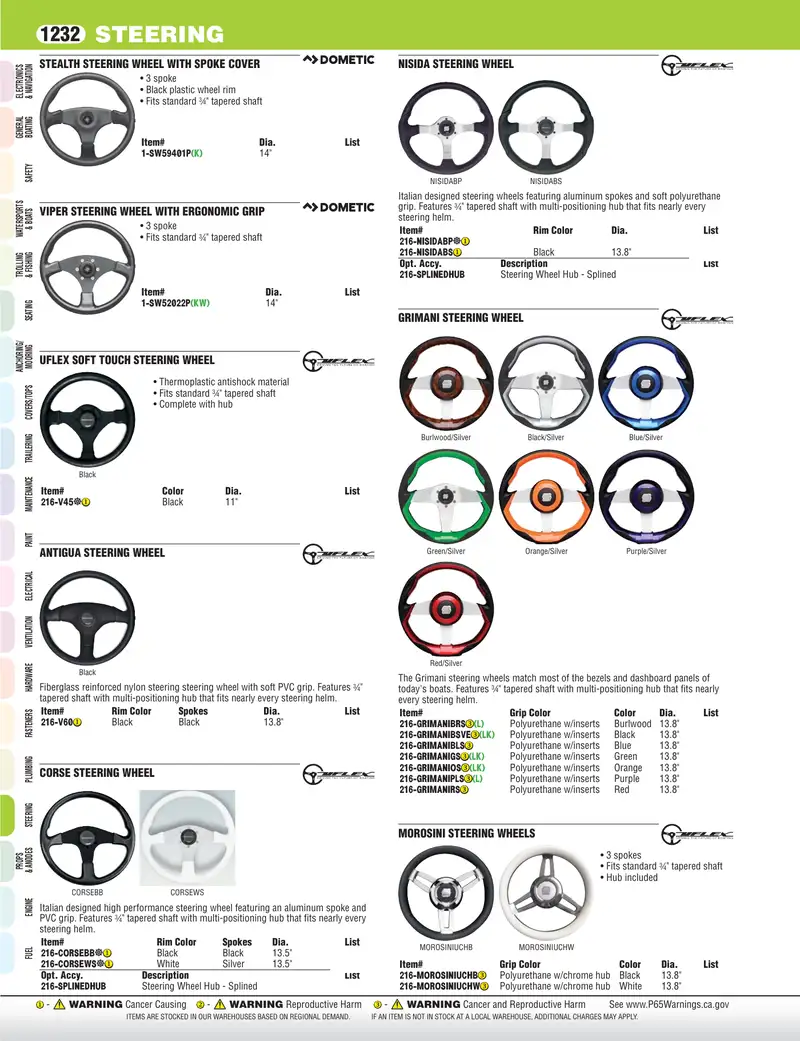 1232 STEERING
ELECTRONICS & NAVIGATION
GENERAL BOATING
SAFETY
WATERSPORTS & BOATS
TROLLING & FISHING
SEATING
ANCHORING/ MOORING
COVERS/TOPS
TRAILERING
MAINTENANCE
PAINT
ELECTRICAL
VENTILATION
HARDWARE
FASTENERS
PLUMBING
STEERING
PROPS & ANODES
ENGINE
FUEL
STEALTH STEERING WHEEL WITH SPOKE COVER DOMETIC
• 3 spoke
• Black plastic wheel rim
• Fits standard ¾" tapered shaft
Item# Dia. List
1-SW59401P(K) 14"
VIPER STEERING WHEEL WITH ERGONOMIC GRIP DOMETIC
• 3 spoke
• Fits standard ¾" tapered shaft
Item# Dia. List
1-SW52022P(KW) 14"
UFLEX SOFT TOUCH STEERING WHEEL UFLEX
• Thermoplastic antishock material
• Fits standard ¾" tapered shaft
• Complete with hub
Black
Item# Color Dia. List
216-V45 1 Black 11"
ANTIGUA STEERING WHEEL UFLEX
Black
Fiberglass reinforced nylon steering steering wheel with soft PVC grip. Features ¾"
tapered shaft with multi-positioning hub that fits nearly every steering helm.
Item# Rim Color Spokes Dia. List
216-V60 1 Black Black 13.8"
CORSE STEERING WHEEL UFLEX
CORSEBB CORSEWS
Italian designed high performance steering wheel featuring an aluminum spoke and
PVC grip. Features ¾" tapered shaft with multi-positioning hub that fits nearly every
steering helm.
Item# Rim Color Spokes Dia. List
216-CORSEBB 1 Black Black 13.5"
216-CORSEWS 1 White Silver 13.5"
Opt. Accy. Description LIST
216-SPLINEDHUB Steering Wheel Hub - Splined
NISIDA STEERING WHEEL UFLEX
NISIDABP NISIDABS
Italian designed steering wheels featuring aluminum spokes and soft polyurethane
grip. Features ¾" tapered shaft with multi-positioning hub that fits nearly every
steering helm.
Item# Rim Color Dia. List
216-NISIDABP 1
216-NISIDABS 1 Black 13.8"
Opt. Accy. Description LIST
216-SPLINEDHUB Steering Wheel Hub - Splined
GRIMANI STEERING WHEEL UFLEX
Burlwood/Silver Black/Silver Blue/Silver
Green/Silver Orange/Silver Purple/Silver
Red/Silver
The Grimani steering wheels match most of the bezels and dashboard panels of
today's boats. Features ¾" tapered shaft with multi-positioning hub that fits nearly
every steering helm.
Item# Grip Color Color Dia. List
216-GRIMANIBRS 3 (L) Polyurethane w/inserts Burlwood 13.8"
216-GRIMANIBSVE 3 (LK) Polyurethane w/inserts Black 13.8"
216-GRIMANIBLS 3 Polyurethane w/inserts Blue 13.8"
216-GRIMANIGS 3 (LK) Polyurethane w/inserts Green 13.8"
216-GRIMANIOS 3 (LK) Polyurethane w/inserts Orange 13.8"
216-GRIMANIPLS 3 (L) Polyurethane w/inserts Purple 13.8"
216-GRIMANIRS 3 Polyurethane w/inserts Red 13.8"
MOROSINI STEERING WHEELS UFLEX
• 3 spokes
• Fits standard ¾" tapered shaft
• Hub included
MOROSINIUCHB MOROSINIUCHW
Item# Grip Color Color Dia. List
216-MOROSINIUCHB 3 Polyurethane w/chrome hub Black 13.8"
216-MOROSINIUCHW 3 Polyurethane w/chrome hub White 13.8"
1 - WARNING Cancer Causing 2 - WARNING Reproductive Harm 3 - WARNING Cancer and Reproductive Harm See www.P65Warnings.ca.gov
ITEMS ARE STOCKED IN OUR WAREHOUSES BASED ON REGIONAL DEMAND. IF AN ITEM IS NOT IN STOCK AT A LOCAL WAREHOUSE, ADDITIONAL CHARGES MAY APPLY.